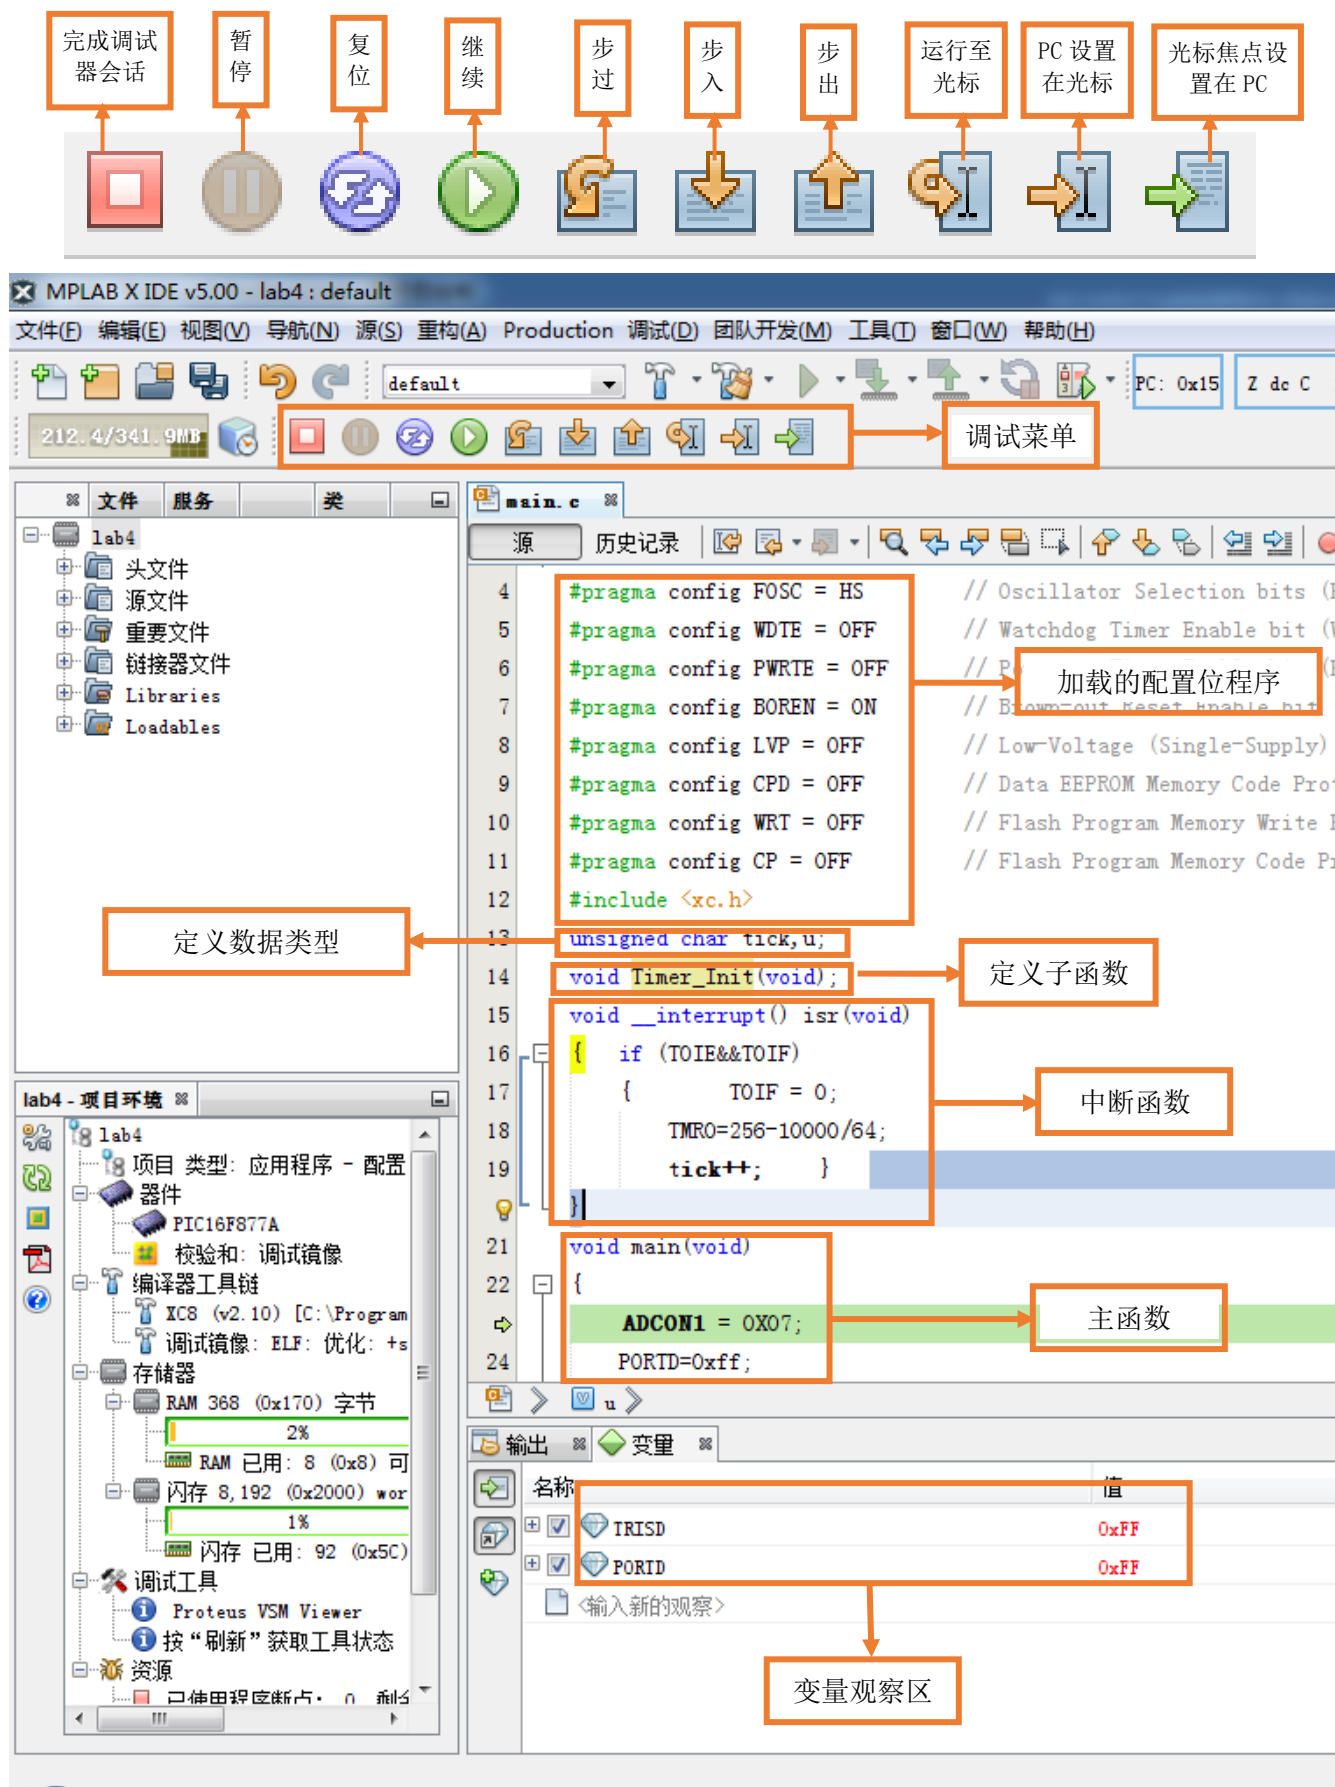 完成调试
器会话
暂
停
复
位
继
续
步
过
步
入
步
出
运行至
光标
PC 设置
在光标
光标焦点设
置在 PC
MPLAB X IDE v5.00 - lab4 : default
文件(F) 编辑(E) 视图(V) 导航(N) 源(S) 重构(A) Production 调试(D) 团队开发(M) 工具(T) 窗口(W) 帮助(H)
default
PC: 0x15
Z dc C
212.4/341.9MB
调试菜单
文件 服务 类
main.c
lab4
头文件
源文件
重要文件
链接器文件
Libraries
Loadables
源 历史记录
4 #pragma config FOSC = HS // Oscillator Selection bits (
5 #pragma config WDTE = OFF // Watchdog Timer Enable bit (
6 #pragma config PWRTE = OFF //
7 #pragma config BOREN = ON // Brown-out Reset Enable bit
加载的配置位程序
8 #pragma config LVP = OFF // Low-Voltage (Single-Supply)
9 #pragma config CPD = OFF // Data EEPROM Memory Code Pro
10 #pragma config WRT = OFF // Flash Program Memory Write
11 #pragma config CP = OFF // Flash Program Memory Code P
12 #include <xc.h>
13 unsigned char tick,u;
定义数据类型
14 void Timer_Init(void);
定义子函数
15 void __interrupt() isr(void)
16 { if (TOIE&&TOIF)
17 { TOIF = 0;
18 TMRO=256-10000/64;
19 tick++; }
}
中断函数
21 void main(void)
22 {
ADCON1 = 0X07;
24 PORTD=0xff;
主函数
u
lab4 - 项目环境
lab4
项目 类型: 应用程序 - 配置
器件
PIC16F877A
校验和: 调试镜像
编译器工具链
XC8 (v2.10) [C:\Program
调试镜像: ELF: 优化: +s
存储器
RAM 368 (0x170) 字节
2%
RAM 已用: 8 (0x8) 可
闪存 8,192 (0x2000) wor
1%
闪存 已用: 92 (0x5C)
调试工具
Proteus VSM Viewer
按“刷新”获取工具状态
资源
已使用程序断点: 0 剩余
输出 变量
名称 值
TRISD 0xFF
PORTD 0xFF
<输入新的观察>
变量观察区